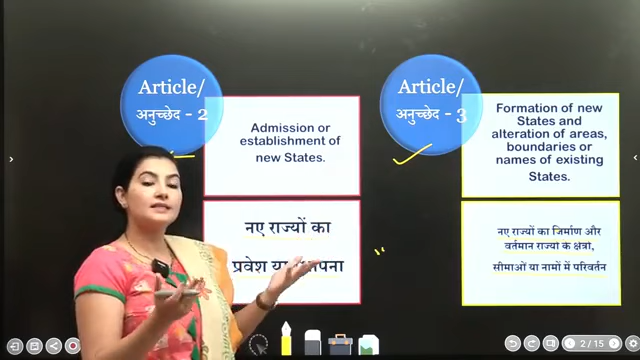 Article/
अनुच्छेद - 2
Admission or
establishment of
new States.
नए राज्यों का
प्रवेश या
Article/
अनुच्छेद - 3
Formation of new
States and
alteration of areas,
boundaries or
names of existing
States.
नए राज्यों का निर्माण और
वर्तमान राज्यों के क्षेत्रों,
सीमाओं या नामों में परिवर्तन
2 / 15